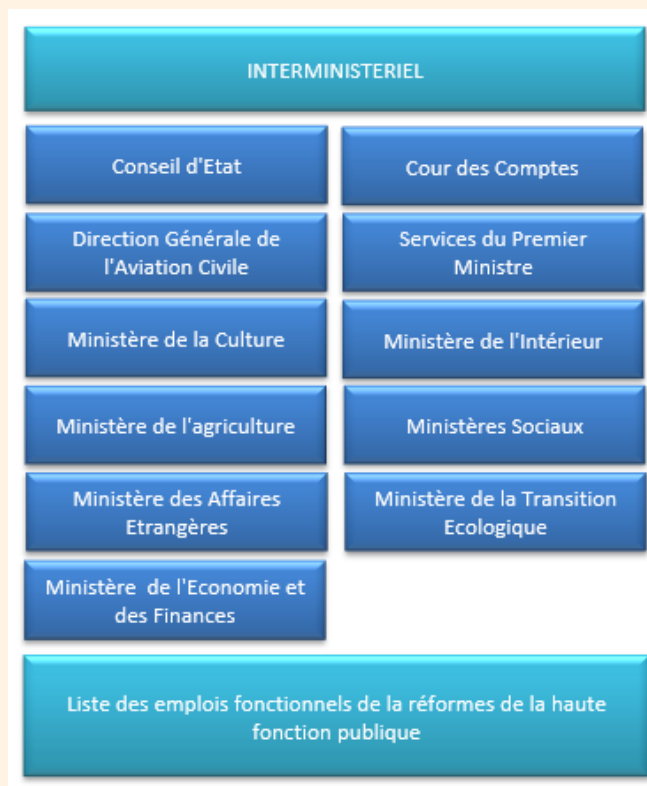 INTERMINISTERIEL
Conseil d'Etat
Cour des Comptes
Direction Générale de
l'Aviation Civile
Services du Premier
Ministre
Ministère de la Culture
Ministère de l'Intérieur
Ministère de l'agriculture
Ministères Sociaux
Ministère des Affaires
Etrangères
Ministère de la Transition
Ecologique
Ministère de l'Economie et
des Finances
Liste des emplois fonctionnels de la réformes de la haute
fonction publique